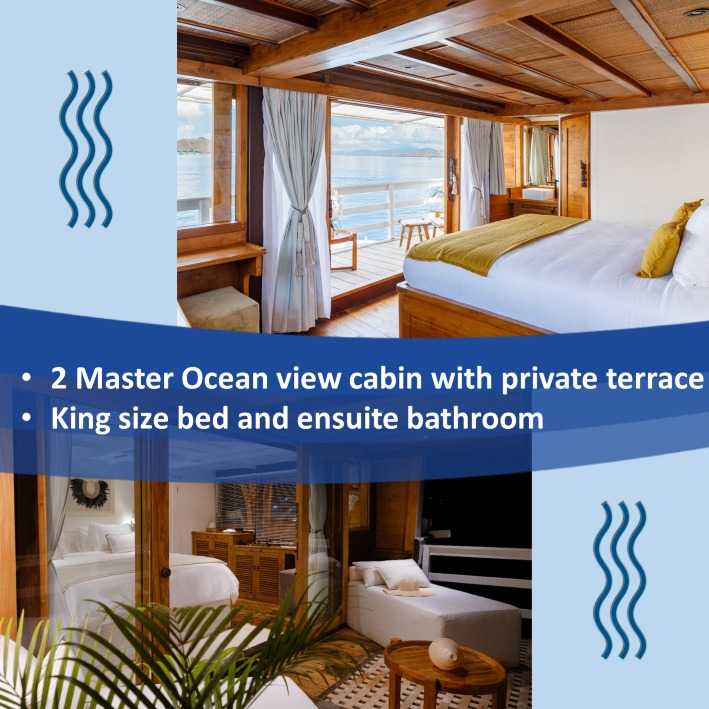 • 2 Master Ocean view cabin with private terrace
• King size bed and ensuite bathroom